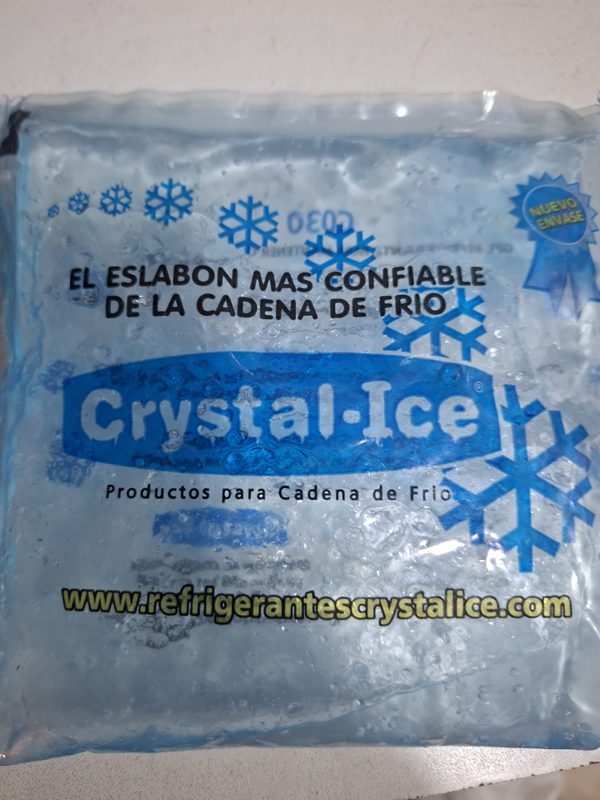 NUEVO
ENVASE
C030
EL ESLABON MAS CONFIABLE
DE LA CADENA DE FRIO
Crystal-Ice®
Productos para Cadena de Frio
www.refrigerantescrystalice.com